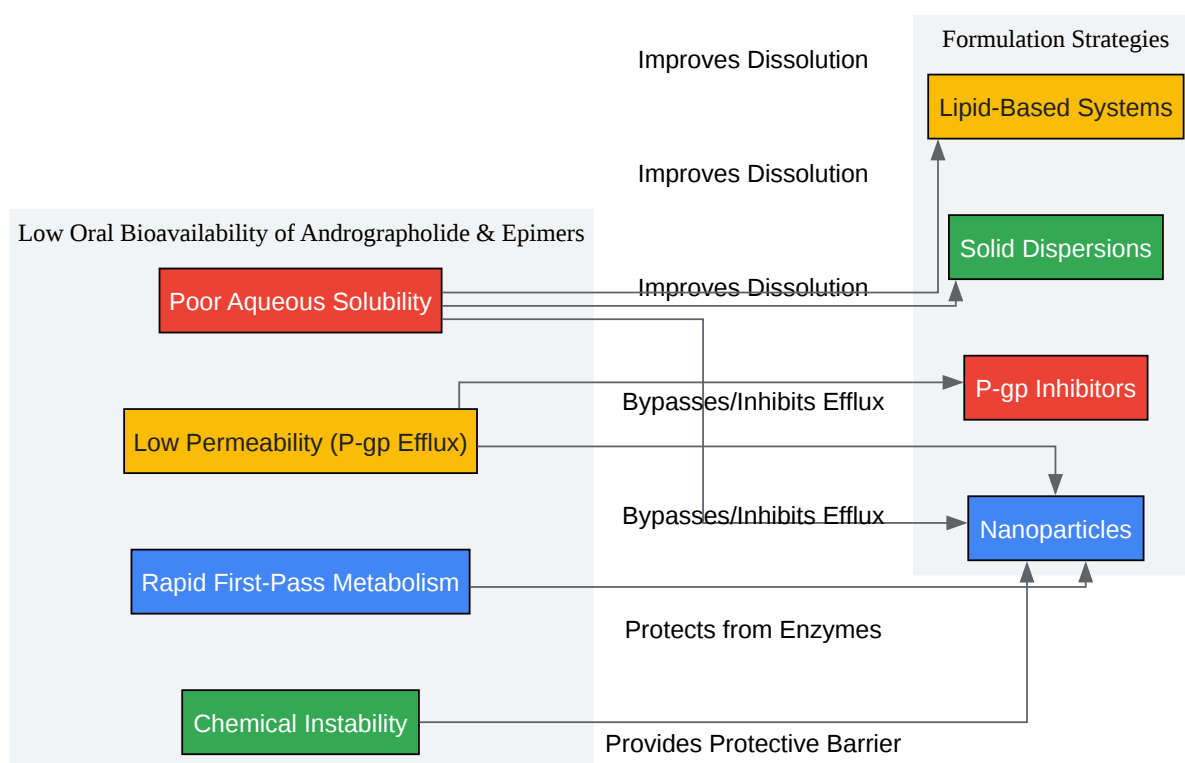 Low Oral Bioavailability of Andrographolide & Epimers
Poor Aqueous Solubility
Low Permeability (P-gp Efflux)
Rapid First-Pass Metabolism
Chemical Instability
Improves Dissolution
Improves Dissolution
Improves Dissolution
Bypasses/Inhibits Efflux
Bypasses/Inhibits Efflux
Protects from Enzymes
Provides Protective Barrier
Formulation Strategies
Lipid-Based Systems
Solid Dispersions
P-gp Inhibitors
Nanoparticles